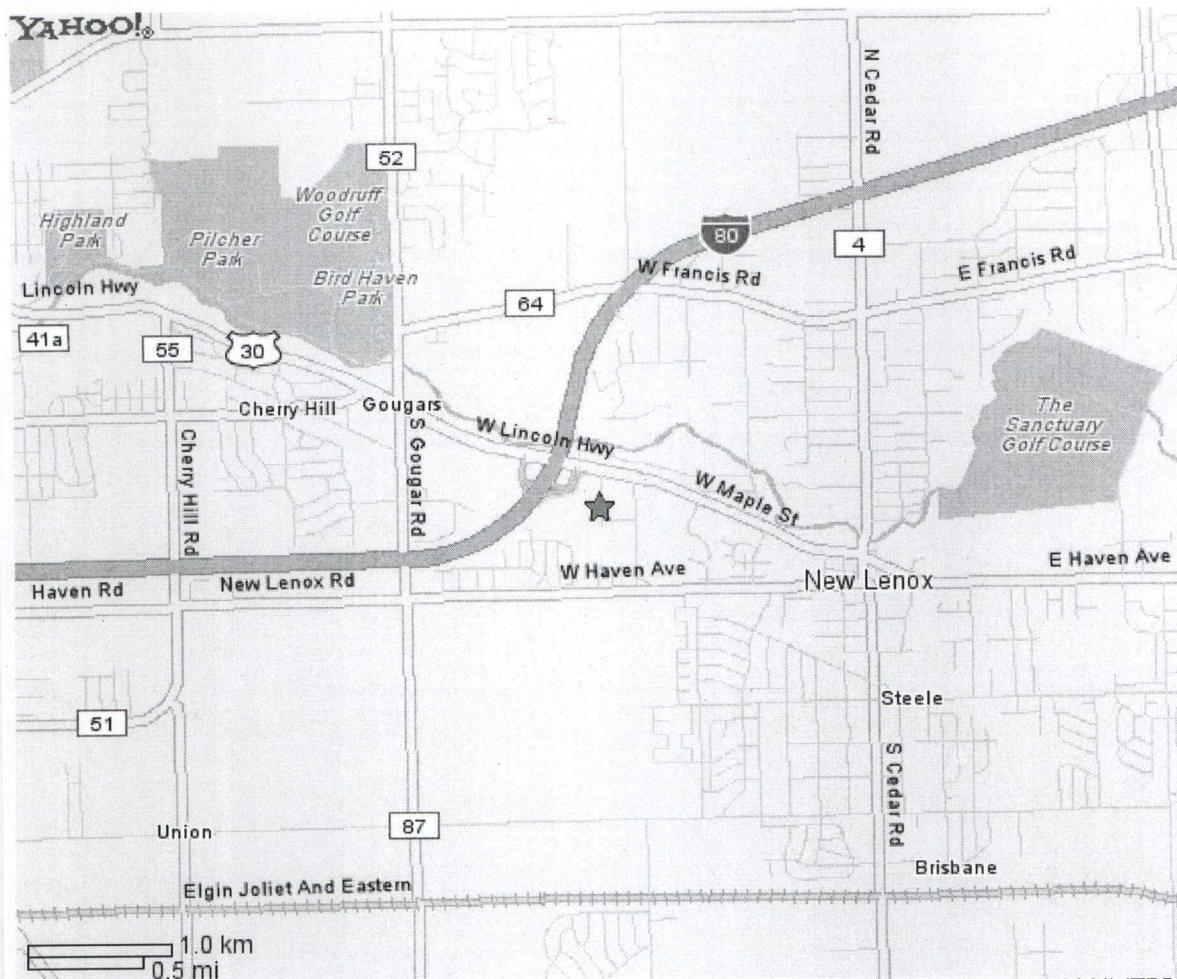 YAHOO!®
N Cedar Rd
52
Woodruff
Golf
Course
Highland
Park
Pilcher
Park
Bird Haven
Park
80
4
W Francis Rd
E Francis Rd
Lincoln Hwy
64
41a
55
30
Cherry Hill
Gougars
The
Sanctuary
Golf Course
W Lincoln Hwy
S Gougar Rd
Cherry Hill Rd
W Maple St
W Haven Ave
New Lenox
E Haven Ave
Haven Rd
New Lenox Rd
Steele
51
S Cedar Rd
Union
87
Brisbane
Elgin Joliet And Eastern
1.0 km
0.5 mi